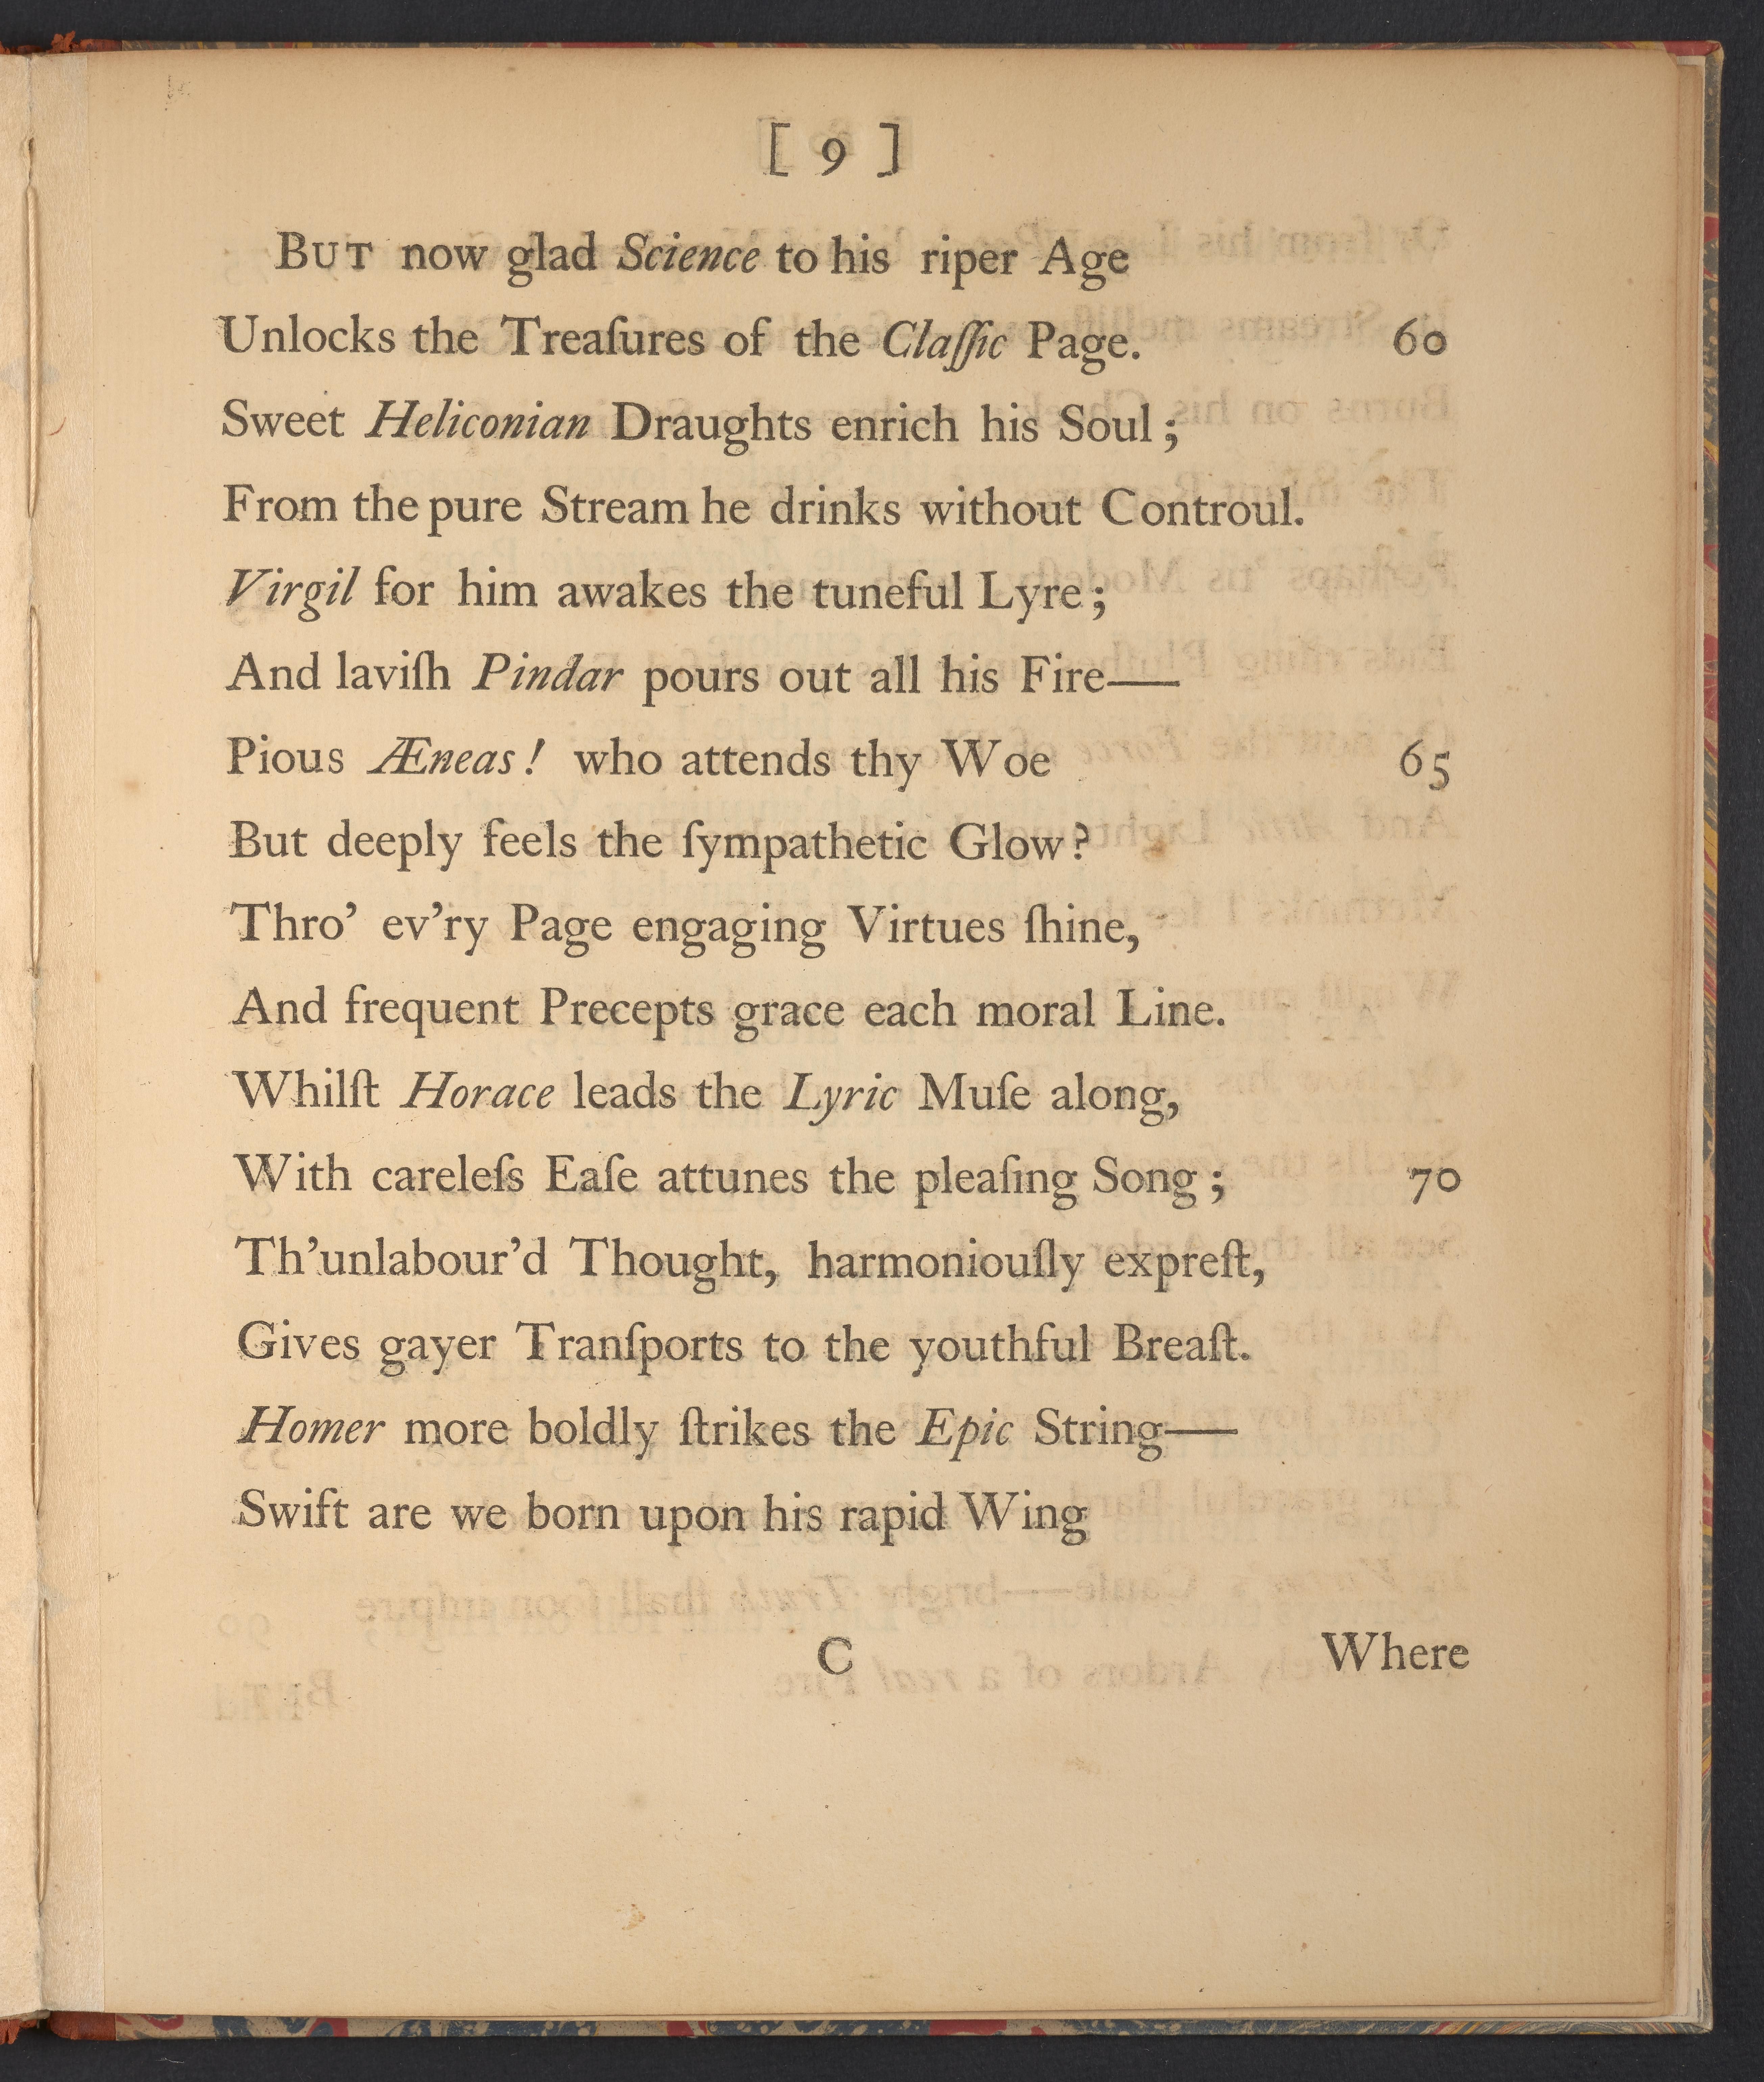 [ 9 ]
BUT now glad Science to his riper Age
Unlocks the Treaſures of the Claſſic Page. 60
Sweet Heliconian Draughts enrich his Soul;
From the pure Stream he drinks without Controul.
Virgil for him awakes the tuneful Lyre;
And laviſh Pindar pours out all his Fire—
Pious Æneas! who attends thy Woe 65
But deeply feels the ſympathetic Glow?
Thro' ev'ry Page engaging Virtues ſhine,
And frequent Precepts grace each moral Line.
Whilſt Horace leads the Lyric Muſe along,
With careleſs Eaſe attunes the pleaſing Song; 70
Th'unlabour'd Thought, harmoniouſly expreſt,
Gives gayer Tranſports to the youthful Breaſt.
Homer more boldly ſtrikes the Epic String—
Swift are we born upon his rapid Wing
C Where